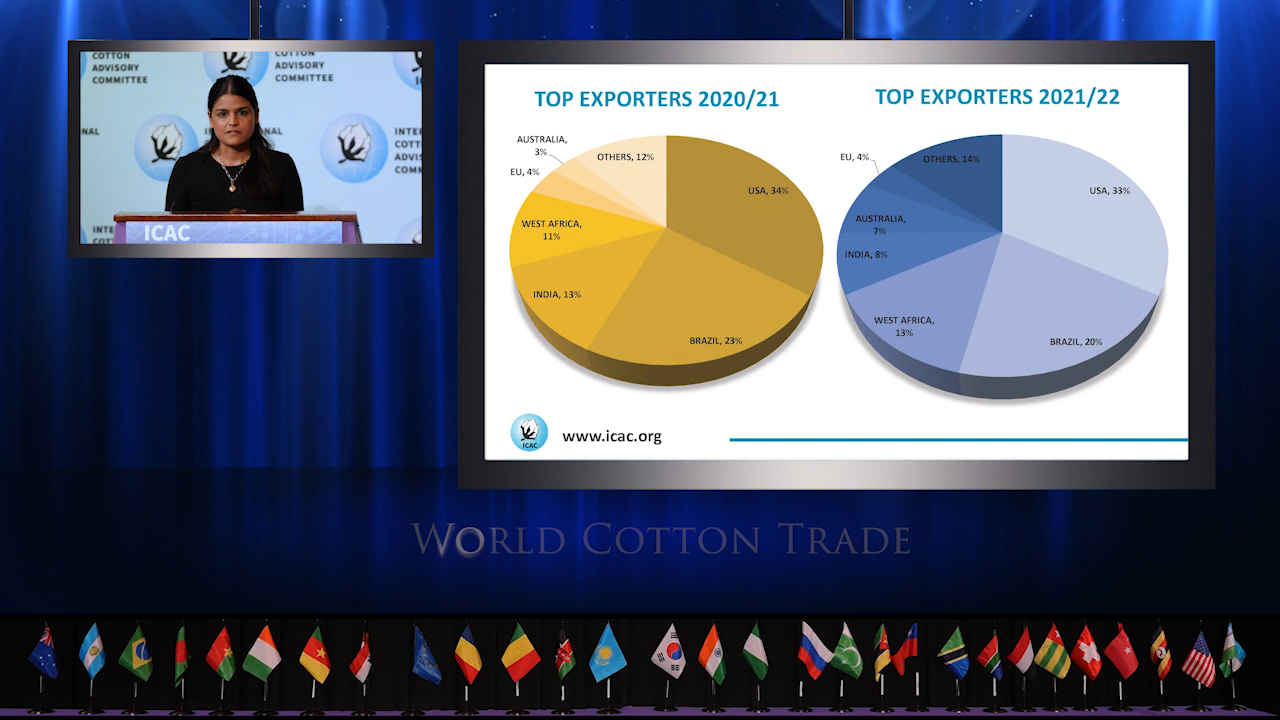 COTTON
ADVISORY
COMMITTEE
COTTON
ADVISORY
COMMITTEE
ICAC
TOP EXPORTERS 2020/21
AUSTRALIA,
3%
OTHERS, 12%
EU, 4%
USA, 34%
WEST AFRICA,
11%
INDIA, 13%
BRAZIL, 23%
TOP EXPORTERS 2021/22
EU, 4%
OTHERS, 14%
USA, 33%
AUSTRALIA,
7%
INDIA, 8%
WEST AFRICA,
13%
BRAZIL, 20%
ICAC
www.icac.org
World Cotton Trade